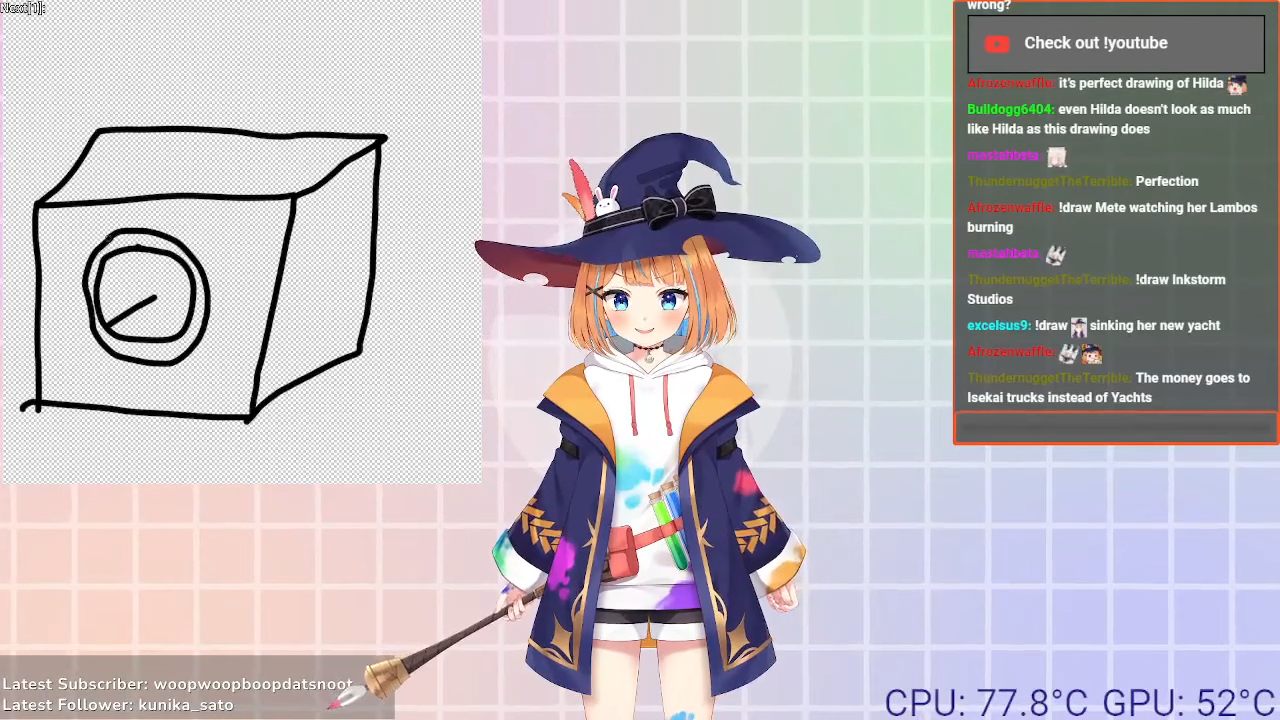 Next[1]:
wrong?
Check out !youtube
Afrozenwaffle: it's perfect drawing of Hilda
Bulldogg6404: even Hilda doesn't look as much
like Hilda as this drawing does
mastahbata
ThundernuggetTheTerrible: Perfection
Afrozenwaffle: !draw Mete watching her Lambos
burning
mastahbata
ThundernuggetTheTerrible: !draw Inkstorm
Studios
excelsus9: !draw sinking her new yacht
Afrozenwaffle:
ThundernuggetTheTerrible: The money goes to
Isekai trucks instead of Yachts
Latest Subscriber: woopwoopboopdatsnoot
Latest Follower: kunika_sato
CPU: 77.8°C GPU: 52°C